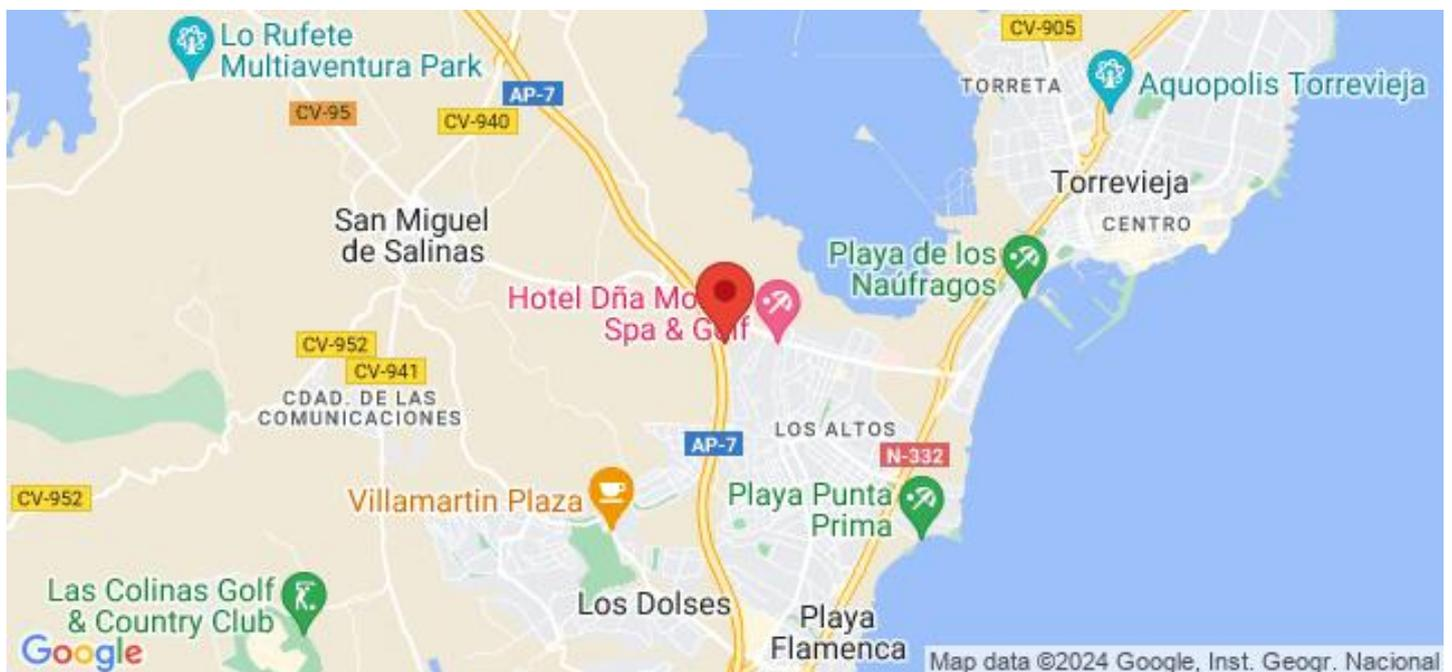 Lo Rufete
Multiaventura Park
CV-905
TORRETA
Aquopolis Torrevieja
AP-7
CV-95
CV-940
Torrevieja
CENTRO
San Miguel
de Salinas
Playa de los
Naúfragos
Hotel Dña Mo
Spa & Golf
CV-952
CV-941
CDAD. DE LAS
COMUNICACIONES
LOS ALTOS
AP-7
N-332
CV-952
Villamartin Plaza
Playa Punta
Prima
Las Colinas Golf
& Country Club
Los Dolses
Playa
Flamenca
Google
Map data ©2024 Google, Inst. Geogr. Nacional